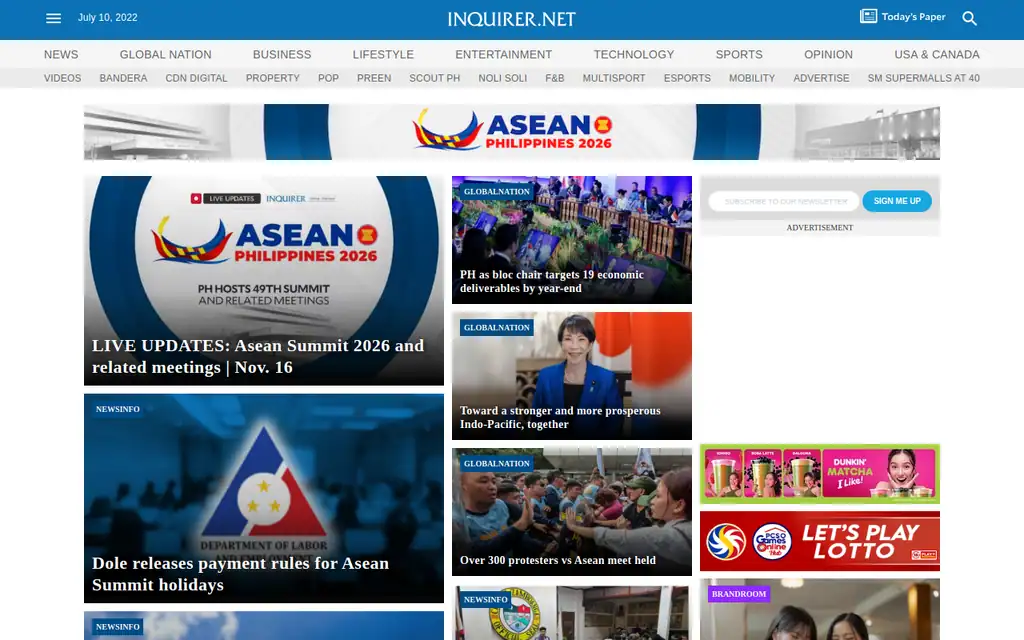 July 10, 2022
INQUIRER.NET
Today's Paper
NEWS GLOBAL NATION BUSINESS LIFESTYLE ENTERTAINMENT TECHNOLOGY SPORTS OPINION USA & CANADA
VIDEOS BANDERA CDN DIGITAL PROPERTY POP PREEN SCOUT PH NOLI SOLI F&B MULTISPORT ESPORTS MOBILITY ADVERTISE SM SUPERMALLS AT 40
ASEAN
PHILIPPINES 2026
LIVE UPDATES INQUIRER
ASEAN
PHILIPPINES 2026
PH HOSTS 49TH SUMMIT
AND RELATED MEETINGS
LIVE UPDATES: Asean Summit 2026 and
related meetings | Nov. 16
NEWSINFO
DEPARTMENT OF LABOR
AND EMPLOYMENT
Dole releases payment rules for Asean
Summit holidays
NEWSINFO
GLOBALNATION
PH as bloc chair targets 19 economic
deliverables by year-end
GLOBALNATION
Toward a stronger and more prosperous
Indo-Pacific, together
GLOBALNATION
Over 300 protesters vs Asean meet held
NEWSINFO
SUBSCRIBE TO OUR NEWSLETTER
SIGN ME UP
ADVERTISEMENT
DUNKIN'
MATCHA
I Like!
PCSO
Games
Online
LET'S PLAY
LOTTO
BRANDROOM